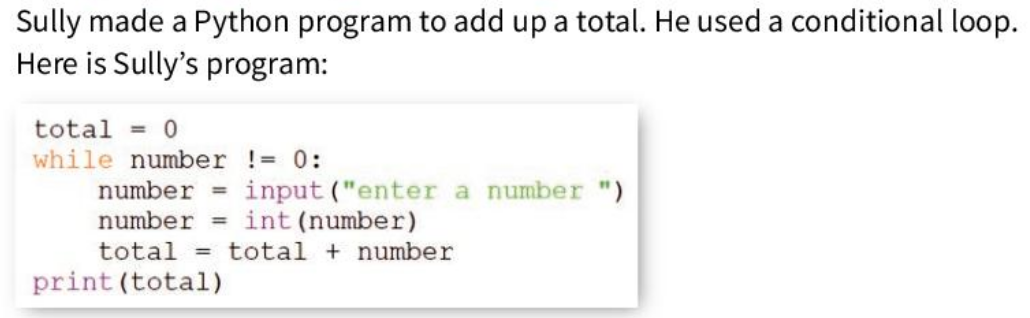 Sully made a Python program to add up a total. He used a conditional loop.
Here is Sully’s program:
total = 0
while number != 0:
    number = input("enter a number ")
    number = int(number)
    total = total + number
print(total)